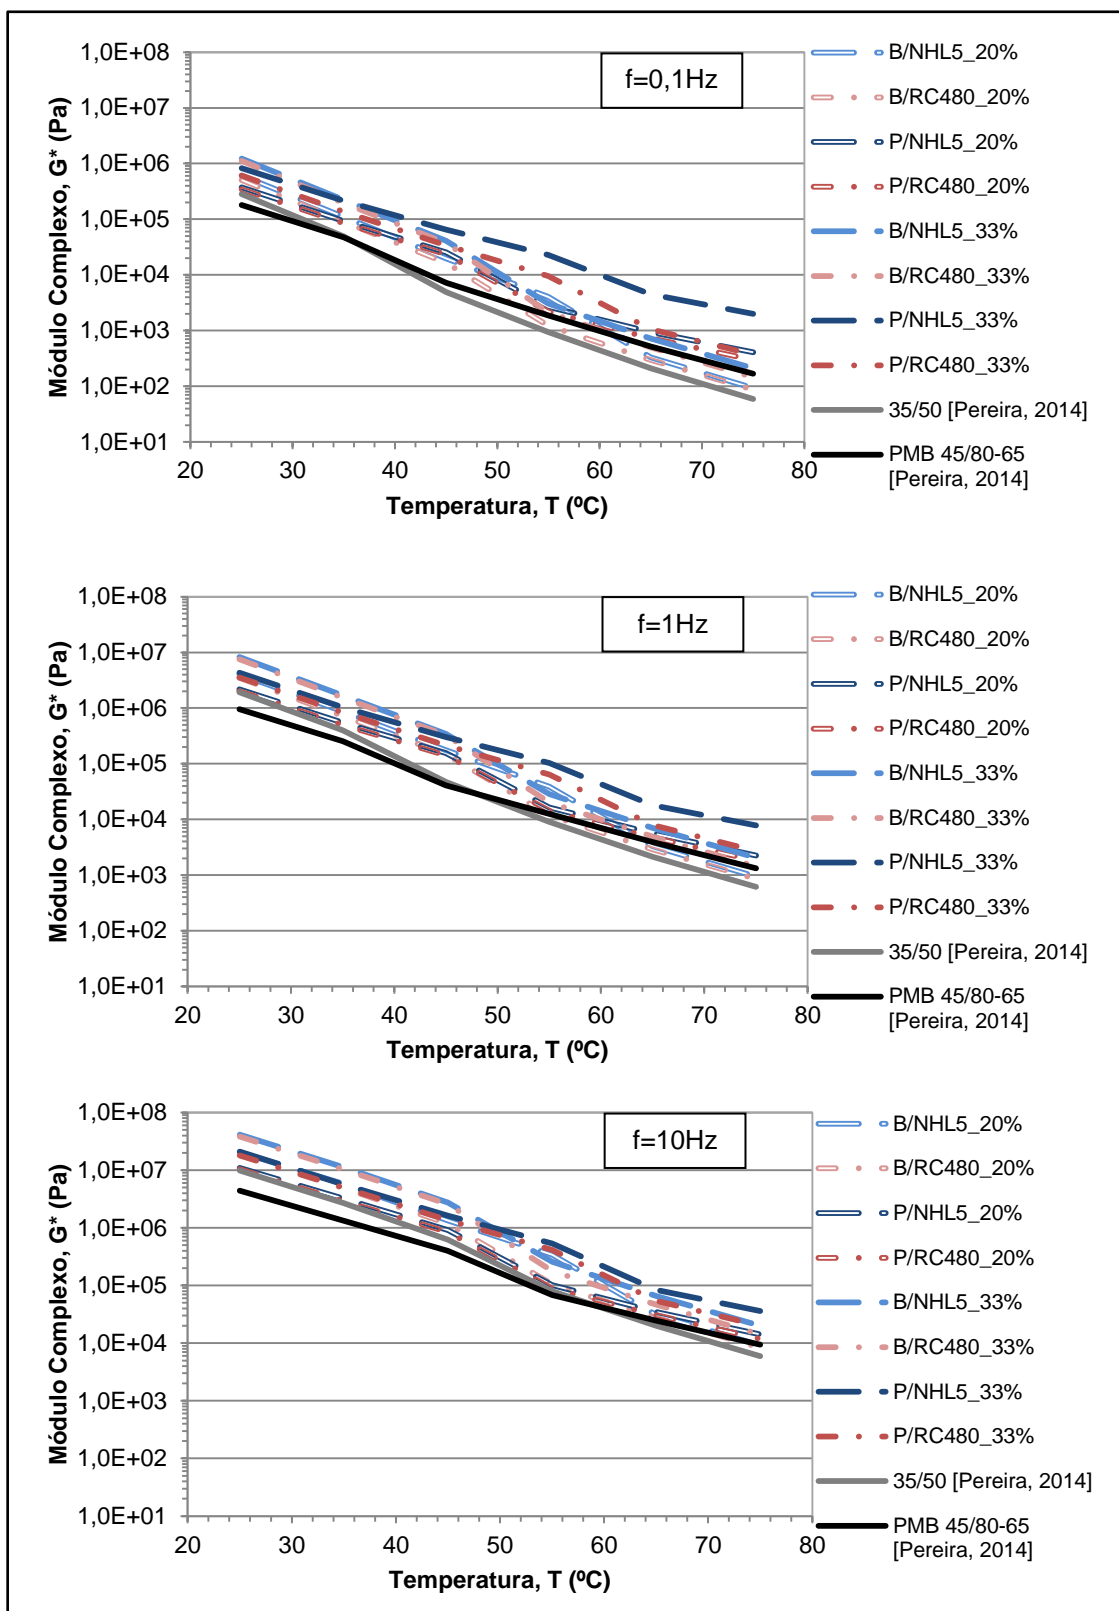 1,0E+08
1,0E+07
1,0E+06
1,0E+05
1,0E+04
1,0E+03
1,0E+02
1,0E+01
Módulo Complexo, G* (Pa)
f=0,1Hz
20 30 40 50 60 70 80
Temperatura, T (ºC)
B/NHL5_20%
B/RC480_20%
P/NHL5_20%
P/RC480_20%
B/NHL5_33%
B/RC480_33%
P/NHL5_33%
P/RC480_33%
35/50 [Pereira, 2014]
PMB 45/80-65
[Pereira, 2014]
1,0E+08
1,0E+07
1,0E+06
1,0E+05
1,0E+04
1,0E+03
1,0E+02
1,0E+01
Módulo Complexo, G* (Pa)
f=1Hz
20 30 40 50 60 70 80
Temperatura, T (ºC)
B/NHL5_20%
B/RC480_20%
P/NHL5_20%
P/RC480_20%
B/NHL5_33%
B/RC480_33%
P/NHL5_33%
P/RC480_33%
35/50 [Pereira, 2014]
PMB 45/80-65
[Pereira, 2014]
1,0E+08
1,0E+07
1,0E+06
1,0E+05
1,0E+04
1,0E+03
1,0E+02
1,0E+01
Módulo Complexo, G* (Pa)
f=10Hz
20 30 40 50 60 70 80
Temperatura, T (ºC)
B/NHL5_20%
B/RC480_20%
P/NHL5_20%
P/RC480_20%
B/NHL5_33%
B/RC480_33%
P/NHL5_33%
P/RC480_33%
35/50 [Pereira, 2014]
PMB 45/80-65
[Pereira, 2014]